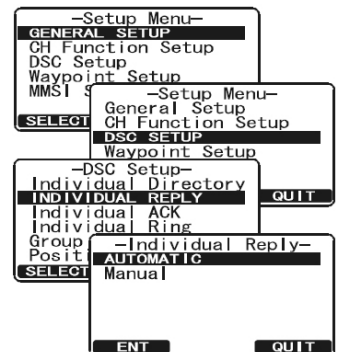 —Setup Menu—
GENERAL SETUP
CH Function Setup
DSC Setup
Waypoint Setup
MMSI S
SELECT
—Setup Menu—
General Setup
CH Function Setup
DSC SETUP
Waypoint Setup
QUIT
—DSC Setup—
Individual Directory
INDIVIDUAL REPLY
Individual ACK
Individual Ring
Group
Positi
SELECT
—Individual Reply—
AUTOMATIC
Manual
ENT QUIT